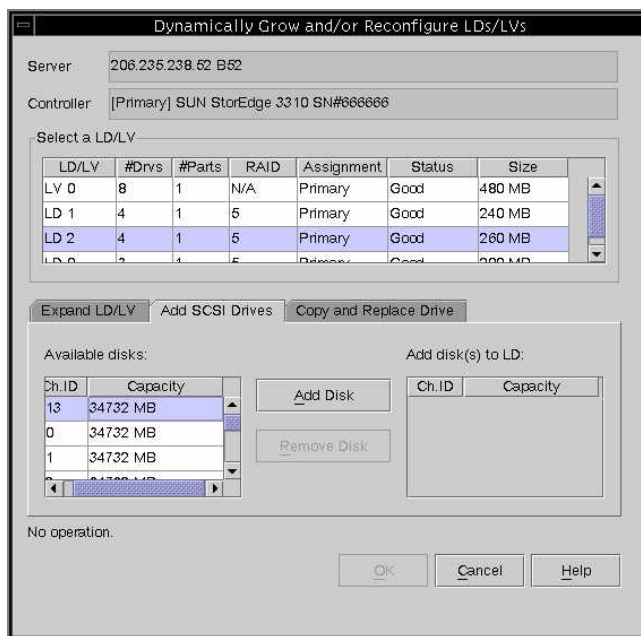 Dynamically Grow and/or Reconfigure LDs/LVs
Server 206.235.238.52 B52
Controller [Primary] SUN StorEdge 3310 SN#666666
Select a LD/LV
LD/LV #Drvs #Parts RAID Assignment Status Size
LV 0 8 1 N/A Primary Good 480 MB
LD 1 4 1 5 Primary Good 240 MB
LD 2 4 1 5 Primary Good 260 MB
Expand LD/LV Add SCSI Drives Copy and Replace Drive
Available disks: Add disk(s) to LD:
Ch.ID Capacity Ch.ID Capacity
13 34732 MB
0 34732 MB
1 34732 MB
Add Disk
Remove Disk
No operation.
OK Cancel Help